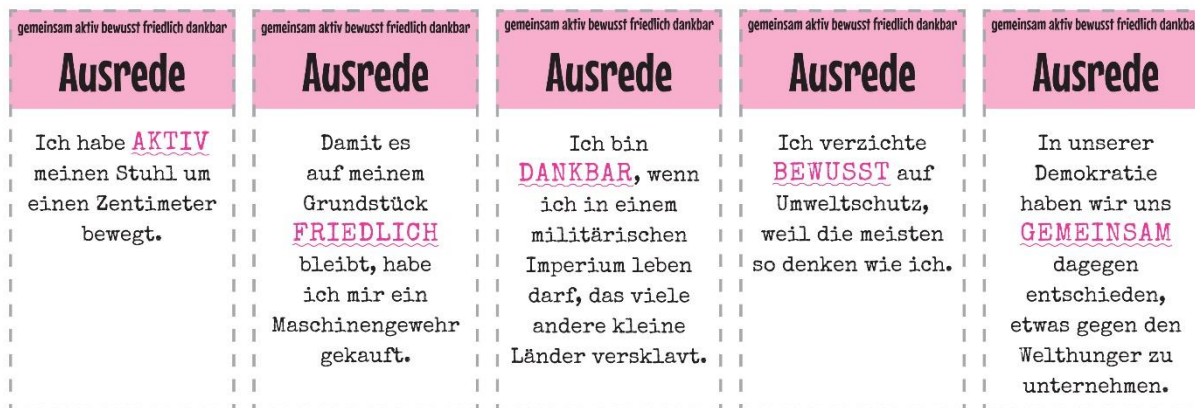 gemeinsam aktiv bewusst friedlich dankbar
Ausrede
Ich habe AKTIV
meinen Stuhl um
einen Zentimeter
bewegt.
gemeinsam aktiv bewusst friedlich dankbar
Ausrede
Damit es
auf meinem
Grundstück
FRIEDLICH
bleibt, habe
ich mir ein
Maschinengewehr
gekauft.
gemeinsam aktiv bewusst friedlich dankbar
Ausrede
Ich bin
DANKBAR, wenn
ich in einem
militärischen
Imperium leben
darf, das viele
andere kleine
Länder versklavt.
gemeinsam aktiv bewusst friedlich dankbar
Ausrede
Ich verzichte
BEWUSST auf
Umweltschutz,
weil die meisten
so denken wie ich.
gemeinsam aktiv bewusst friedlich dankbar
Ausrede
In unserer
Demokratie
haben wir uns
GEMEINSAM
dagegen
entschieden,
etwas gegen den
Welthunger zu
unternehmen.